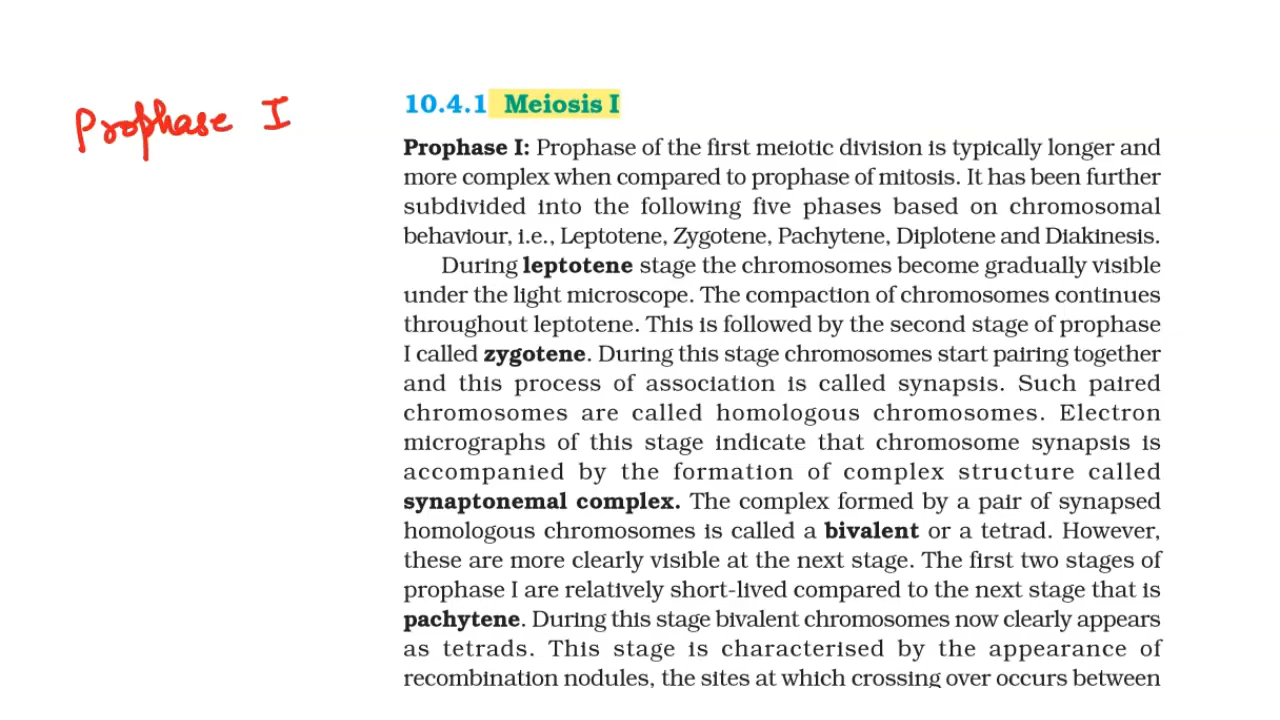 Prophase I
10.4.1 Meiosis I
Prophase I: Prophase of the first meiotic division is typically longer and
more complex when compared to prophase of mitosis. It has been further
subdivided into the following five phases based on chromosomal
behaviour, i.e., Leptotene, Zygotene, Pachytene, Diplotene and Diakinesis.
During leptotene stage the chromosomes become gradually visible
under the light microscope. The compaction of chromosomes continues
throughout leptotene. This is followed by the second stage of prophase
I called zygotene. During this stage chromosomes start pairing together
and this process of association is called synapsis. Such paired
chromosomes are called homologous chromosomes. Electron
micrographs of this stage indicate that chromosome synapsis is
accompanied by the formation of complex structure called
synaptonemal complex. The complex formed by a pair of synapsed
homologous chromosomes is called a bivalent or a tetrad. However,
these are more clearly visible at the next stage. The first two stages of
prophase I are relatively short-lived compared to the next stage that is
pachytene. During this stage bivalent chromosomes now clearly appears
as tetrads. This stage is characterised by the appearance of
recombination nodules, the sites at which crossing over occurs between